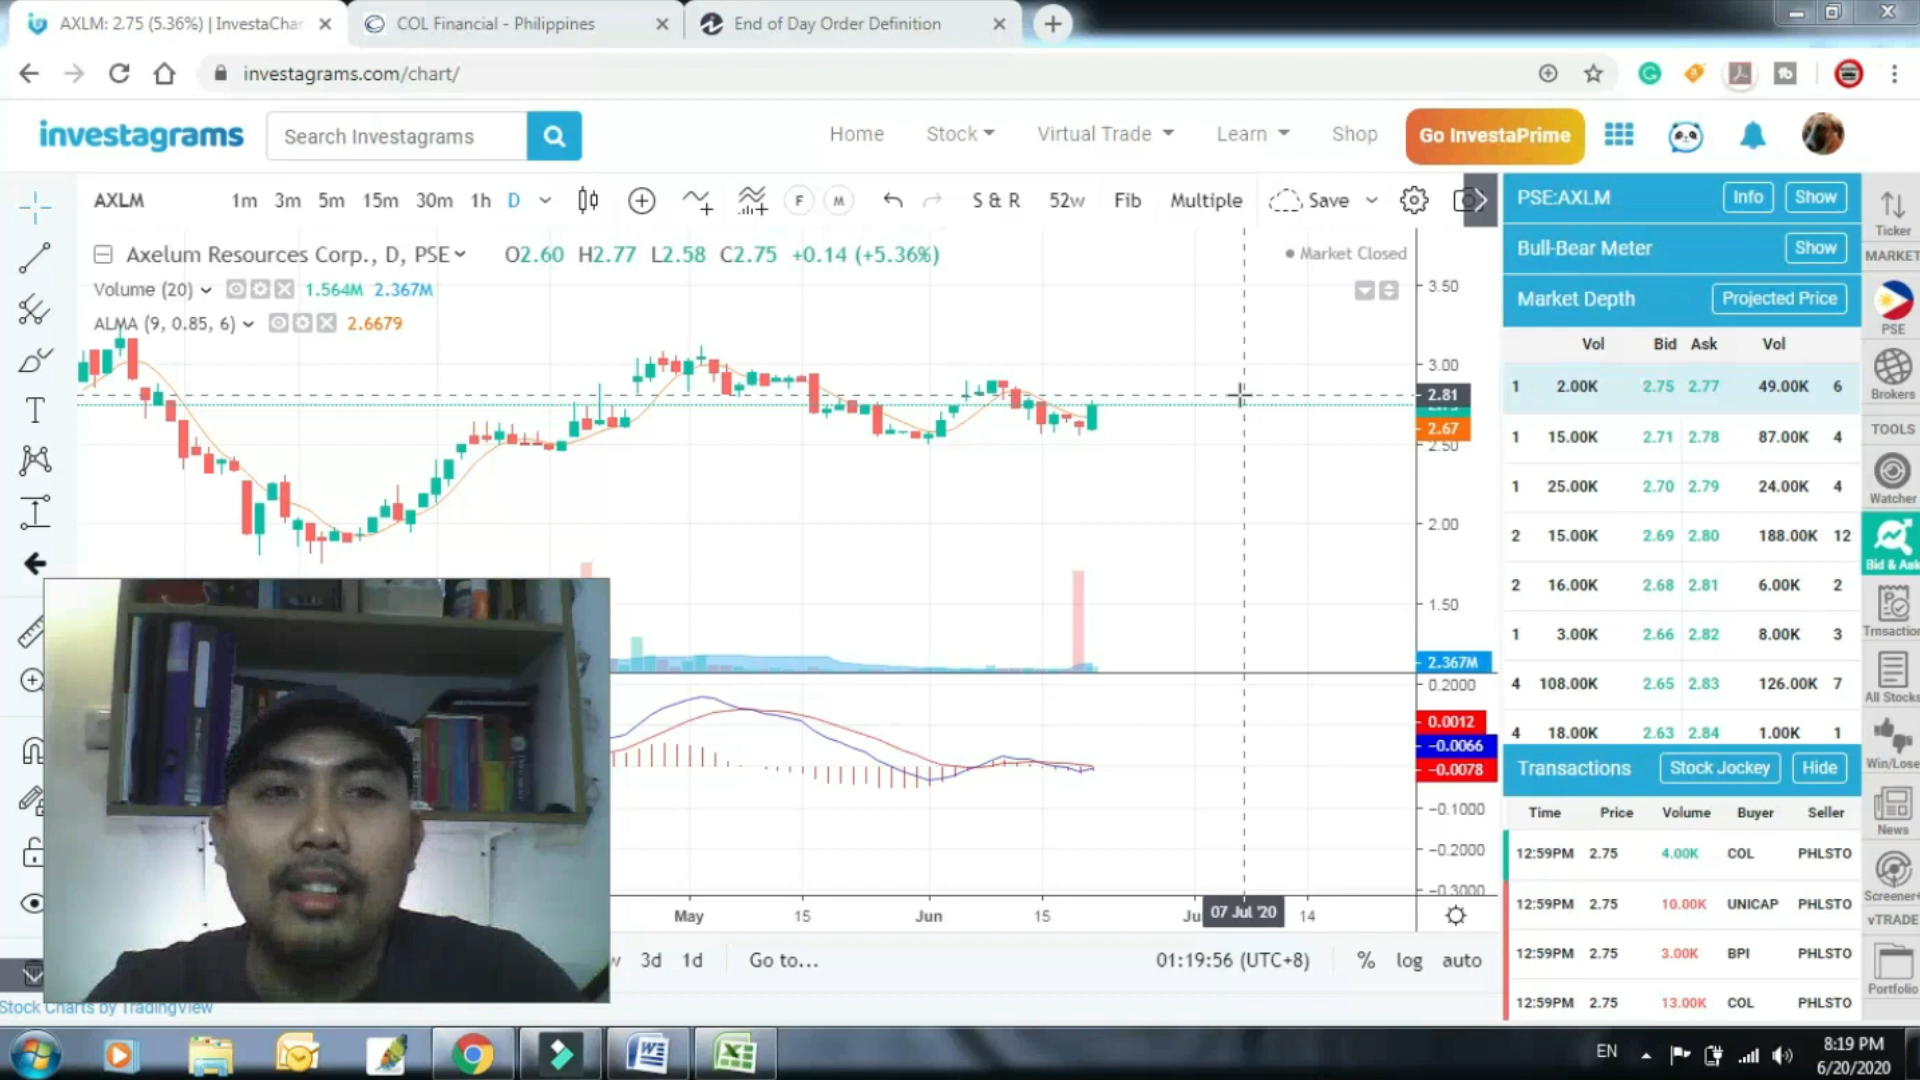 AXLM: 2.75 (5.36%) | InvestaChar
COL Financial - Philippines
End of Day Order Definition
investagrams.com/chart/
investagrams
Search Investagrams
Home
Stock
Virtual Trade
Learn
Shop
Go InvestaPrime
AXLM
1m 3m 5m 15m 30m 1h D
F
M
S & R
52w
Fib
Multiple
Save
Axelum Resources Corp., D, PSE
O2.60 H2.77 L2.58 C2.75 +0.14 (+5.36%)
Market Closed
Volume (20)
1.564M 2.367M
ALMA (9, 0.85, 6)
2.6679
3.50
3.00
2.81
2.67
2.50
2.00
1.50
2.367M
0.2000
0.0012
-0.0066
-0.0078
-0.1000
-0.2000
-0.3000
May 15 Jun 15 Ju 07 Jul '20 14
3d 1d
Go to...
01:19:56 (UTC+8)
% log auto
Stock Charts by TradingView
PSE:AXLM
Info
Show
Bull-Bear Meter
Show
Market Depth
Projected Price
Vol Bid Ask Vol
1 2.00K 2.75 2.77 49.00K 6
1 15.00K 2.71 2.78 87.00K 4
1 25.00K 2.70 2.79 24.00K 4
2 15.00K 2.69 2.80 188.00K 12
2 16.00K 2.68 2.81 6.00K 2
1 3.00K 2.66 2.82 8.00K 3
4 108.00K 2.65 2.83 126.00K 7
4 18.00K 2.63 2.84 1.00K 1
Transactions
Stock Jockey
Hide
Time Price Volume Buyer Seller
12:59PM 2.75 4.00K COL PHLSTO
12:59PM 2.75 10.00K UNICAP PHLSTO
12:59PM 2.75 3.00K BPI PHLSTO
12:59PM 2.75 13.00K COL PHLSTO
Ticker
MARKET
PSE
Brokers
TOOLS
Watcher
Bid & Ask
Trnsaction
All Stocks
Win/Lose
News
Screener+
vTRADE
Portfolio
EN
8:19 PM
6/20/2020